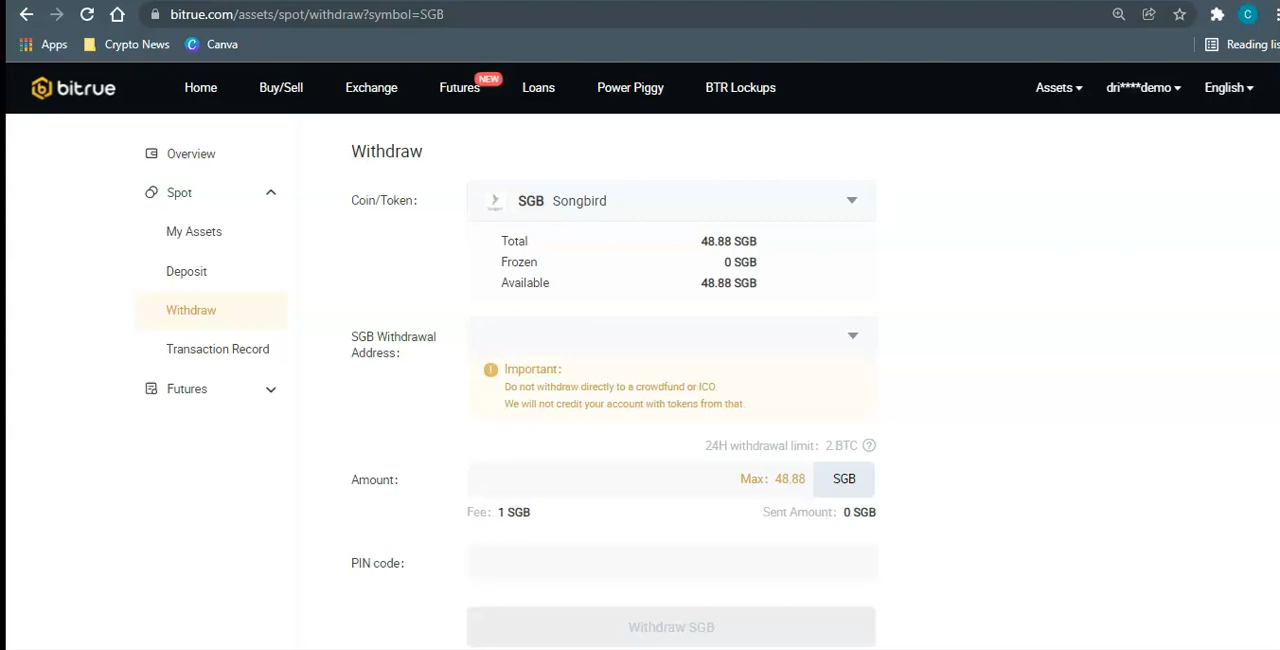 bitrue.com/assets/spot/withdraw?symbol=SGB
C
Apps
Crypto News
Canva
Reading lis
bitrue
Home
Buy/Sell
Exchange
Futures
NEW
Loans
Power Piggy
BTR Lockups
Assets
dri****demo
English
Overview
Spot
My Assets
Deposit
Withdraw
Transaction Record
Futures
Withdraw
Coin/Token:
SGB Songbird
Total 48.88 SGB
Frozen 0 SGB
Available 48.88 SGB
SGB Withdrawal
Address:
Important:
Do not withdraw directly to a crowdfund or ICO.
We will not credit your account with tokens from that.
24H withdrawal limit: 2 BTC
Amount:
Max: 48.88
SGB
Fee: 1 SGB
Sent Amount: 0 SGB
PIN code:
Withdraw SGB